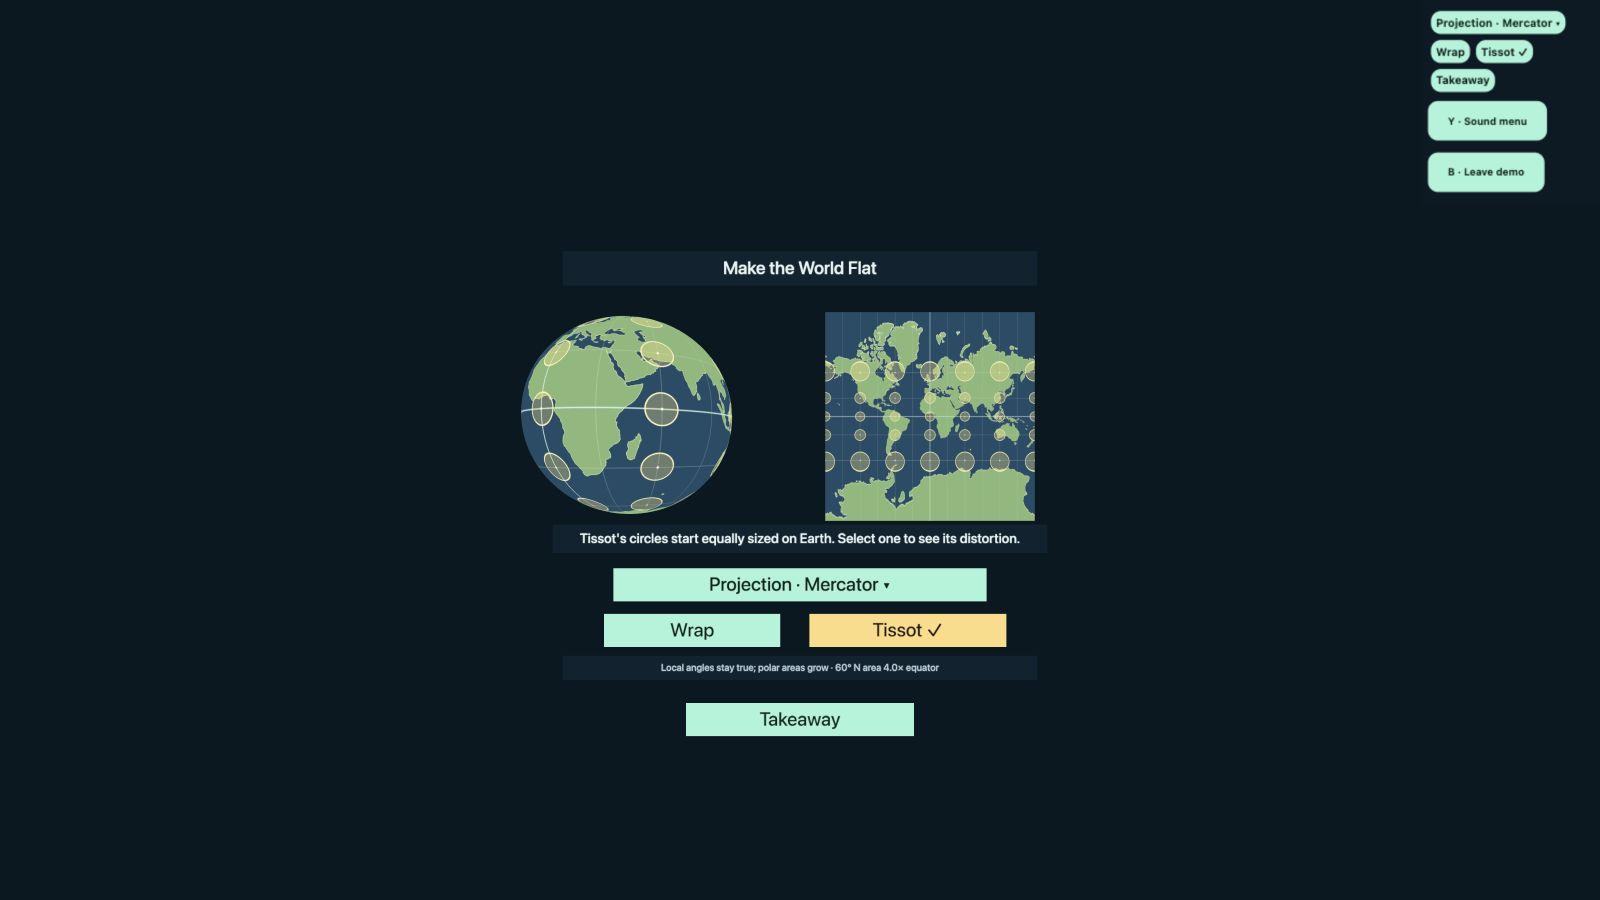 Projection · Mercator ▾
Wrap
Tissot ✓
Takeaway
Y · Sound menu
B · Leave demo
Make the World Flat
Tissot's circles start equally sized on Earth. Select one to see its distortion.
Projection · Mercator ▾
Wrap
Tissot ✓
Local angles stay true; polar areas grow · 60° N area 4.0× equator
Takeaway